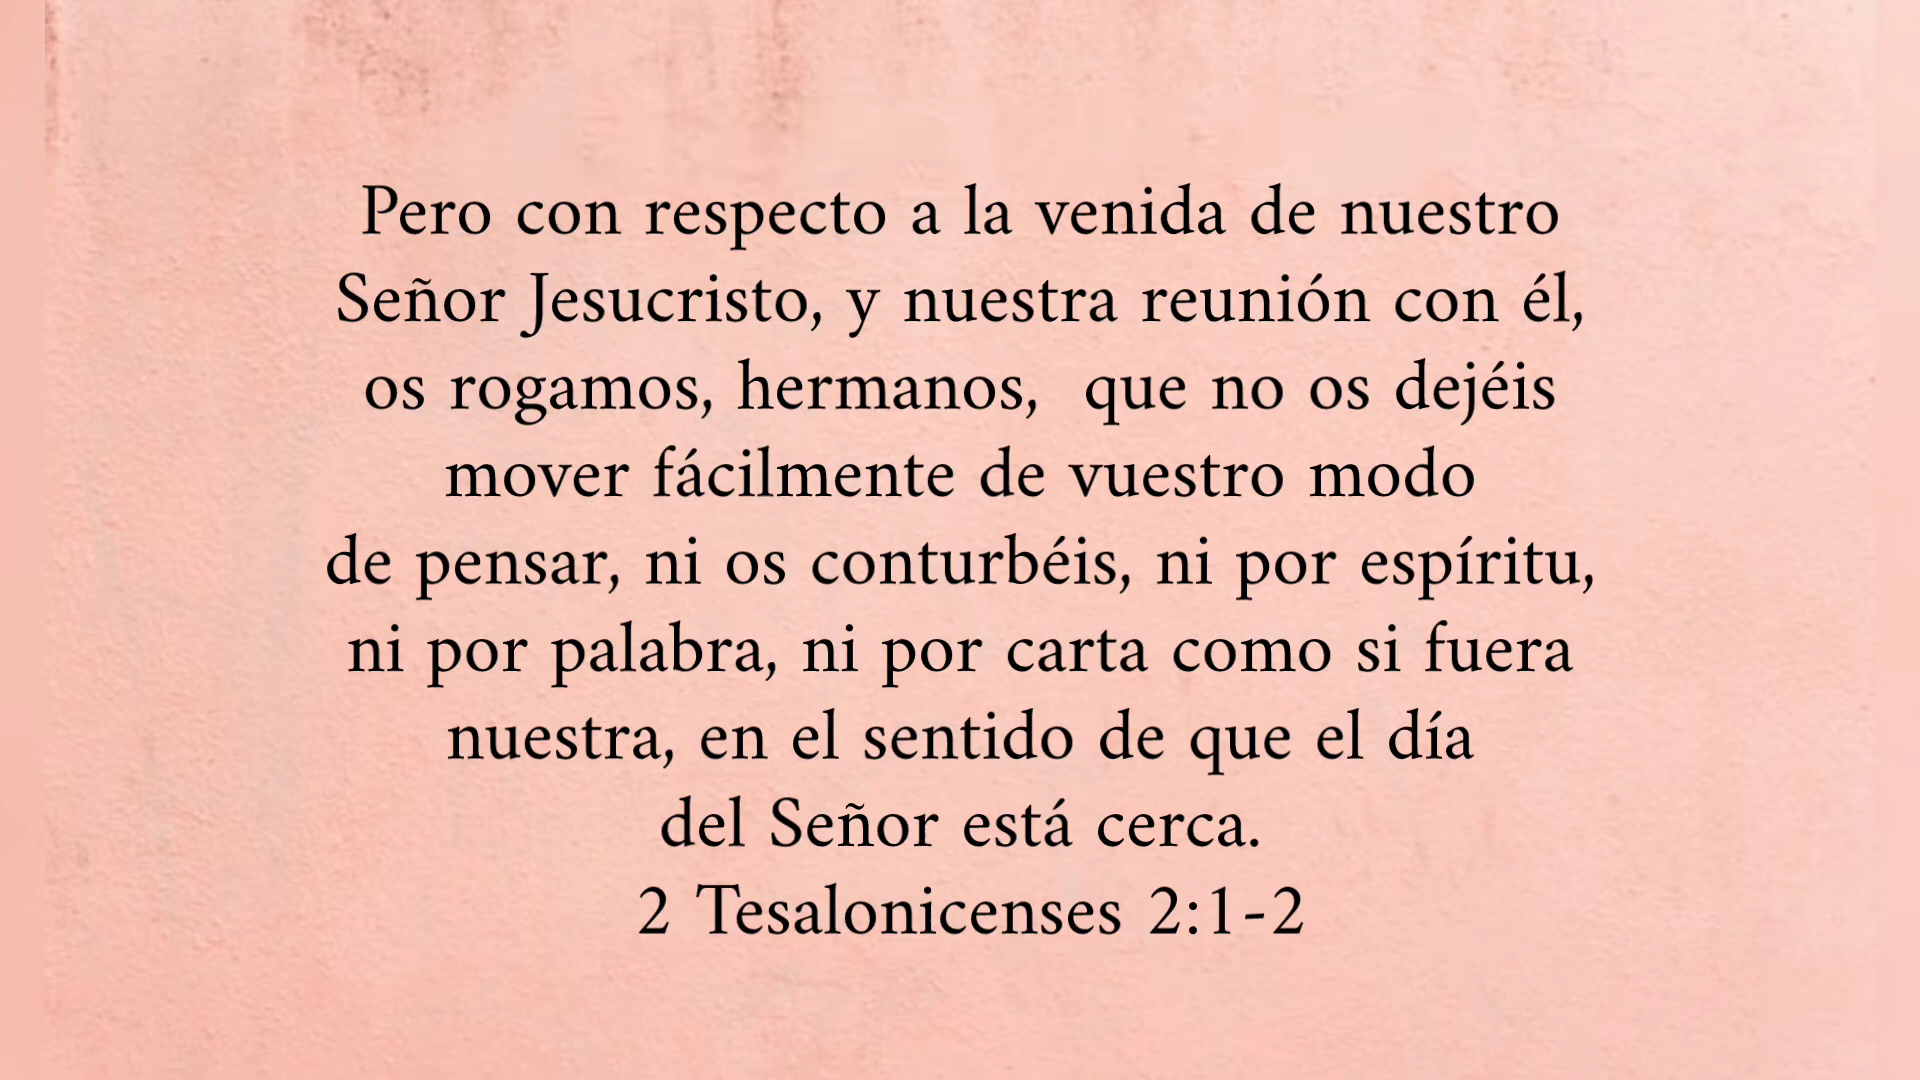 Pero con respecto a la venida de nuestro
Señor Jesucristo, y nuestra reunión con él,
os rogamos, hermanos,  que no os dejéis
mover fácilmente de vuestro modo
de pensar, ni os conturbéis, ni por espíritu,
ni por palabra, ni por carta como si fuera
nuestra, en el sentido de que el día
del Señor está cerca.
2 Tesalonicenses 2:1-2